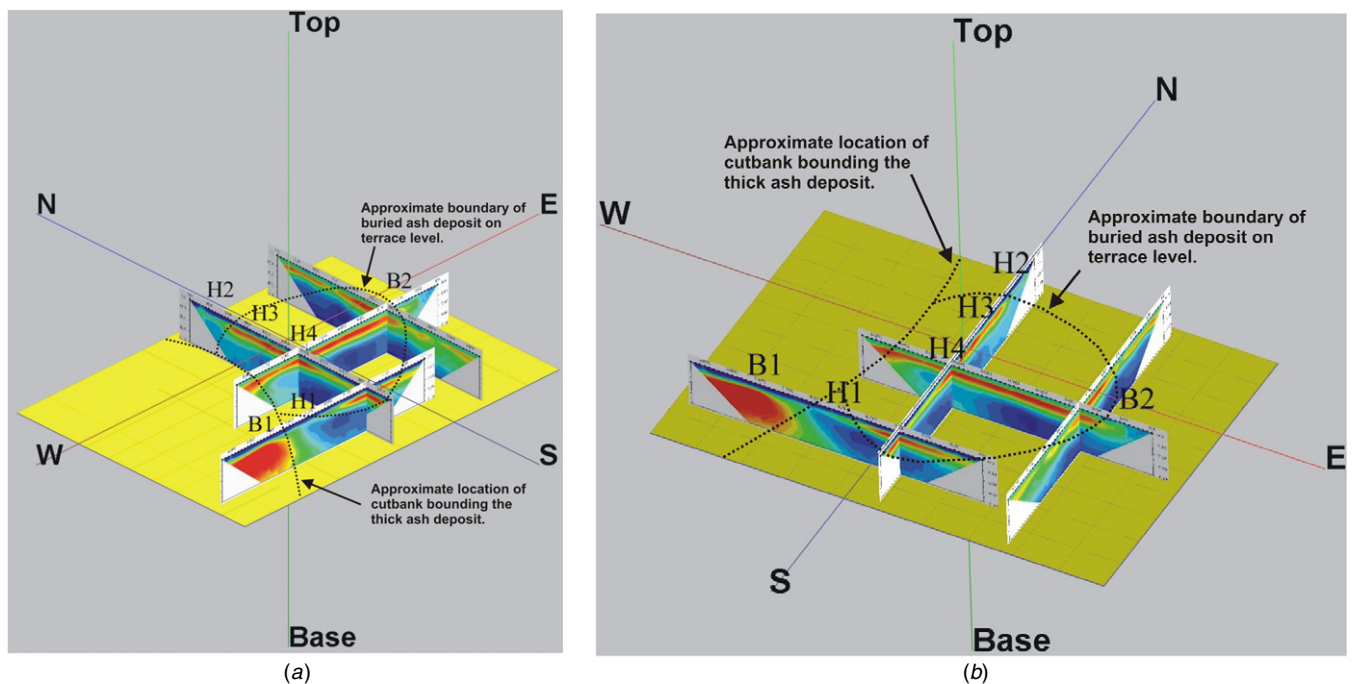 Top
N
E
Approximate boundary of
buried ash deposit on
terrace level.
B2
H2
H3
H4
H1
B1
W
S
Approximate location of
cutbank bounding the
thick ash deposit.
Base
(a)
Top
N
Approximate location of
cutbank bounding the
thick ash deposit.
W
Approximate boundary of
buried ash deposit on
terrace level.
H2
H3
H4
B1
H1
B2
E
S
Base
(b)